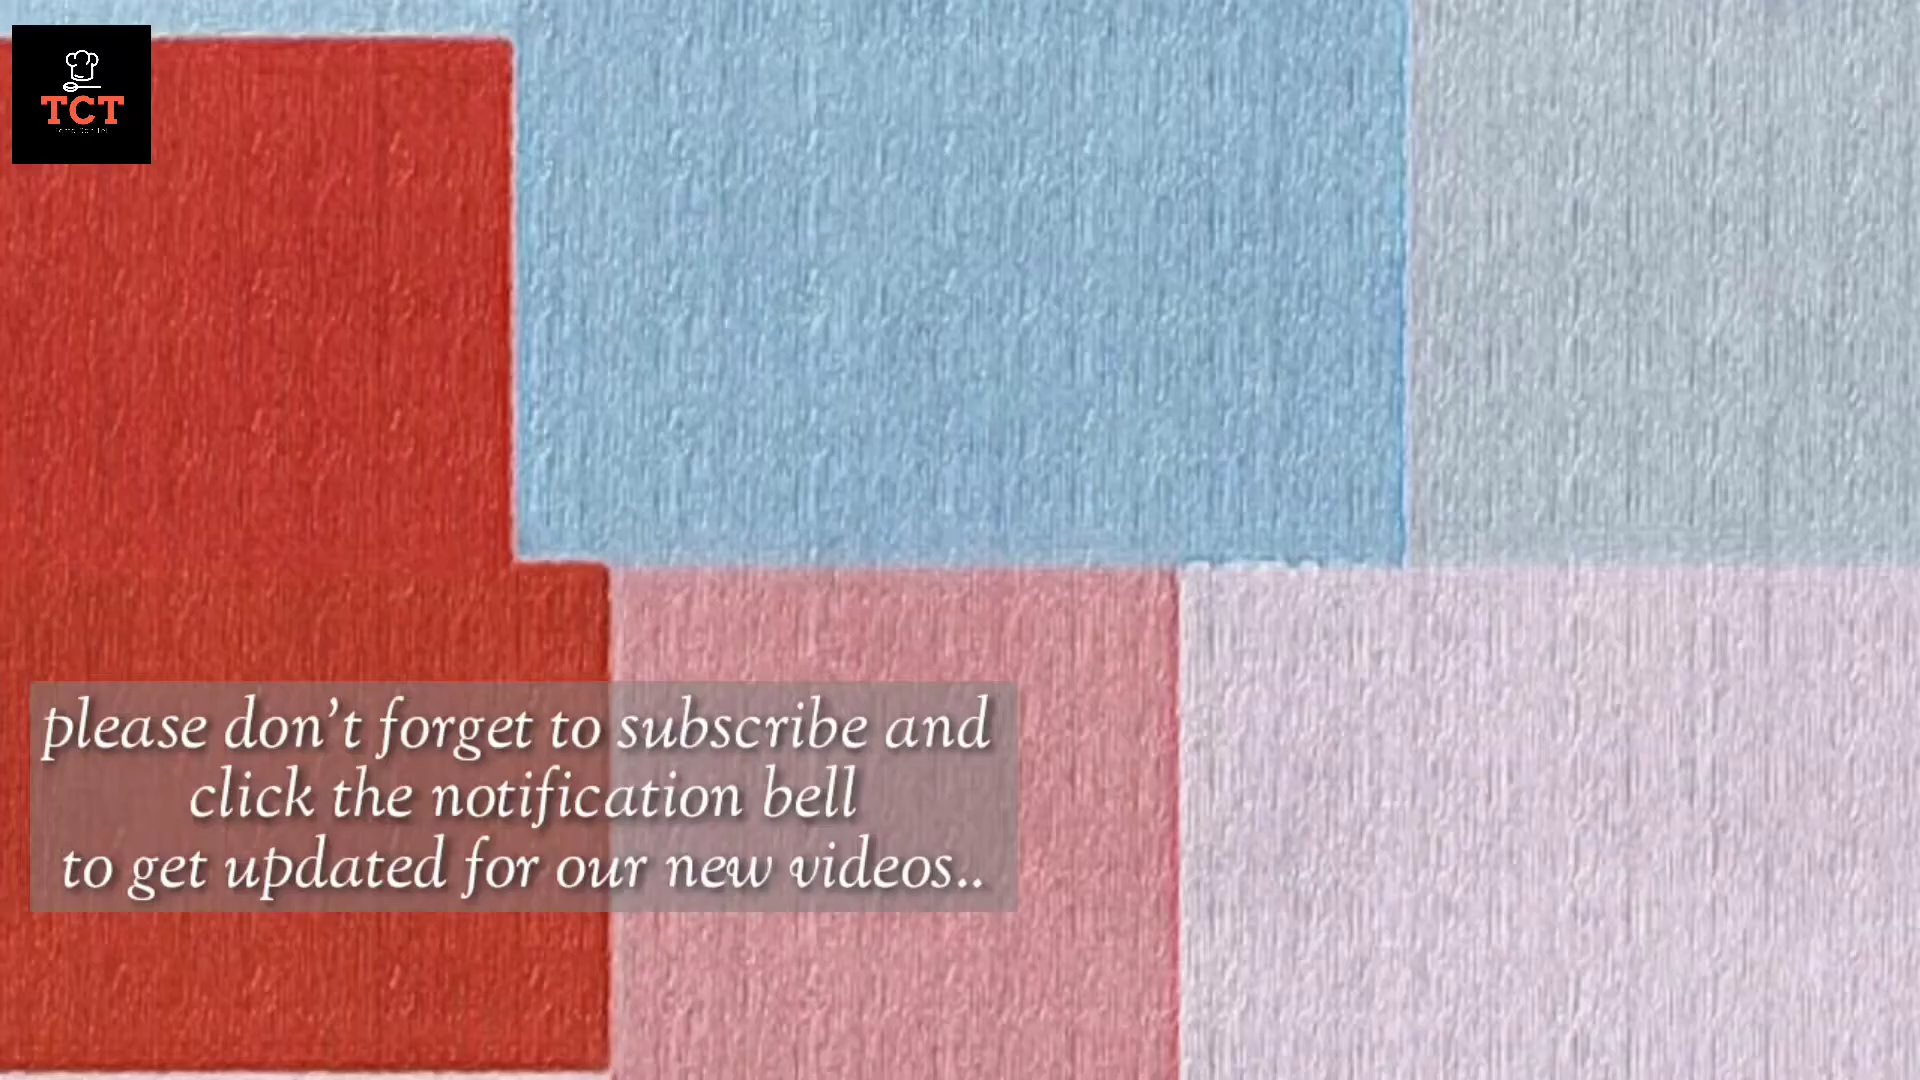 TCT
please don't forget to subscribe and
click the notification bell
to get updated for our new videos..